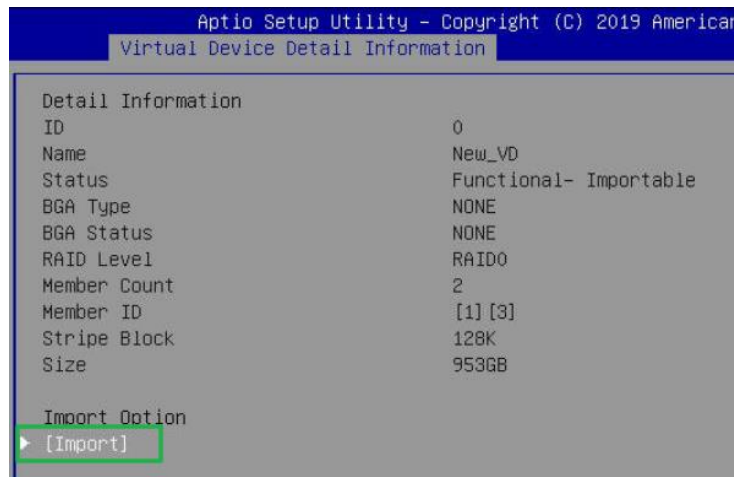 Aptio Setup Utility – Copyright (C) 2019 American
Virtual Device Detail Information
Detail Information
ID 0
Name New_VD
Status Functional- Importable
BGA Type NONE
BGA Status NONE
RAID Level RAID0
Member Count 2
Member ID [1][3]
Stripe Block 128K
Size 953GB
Import Option
[Import]